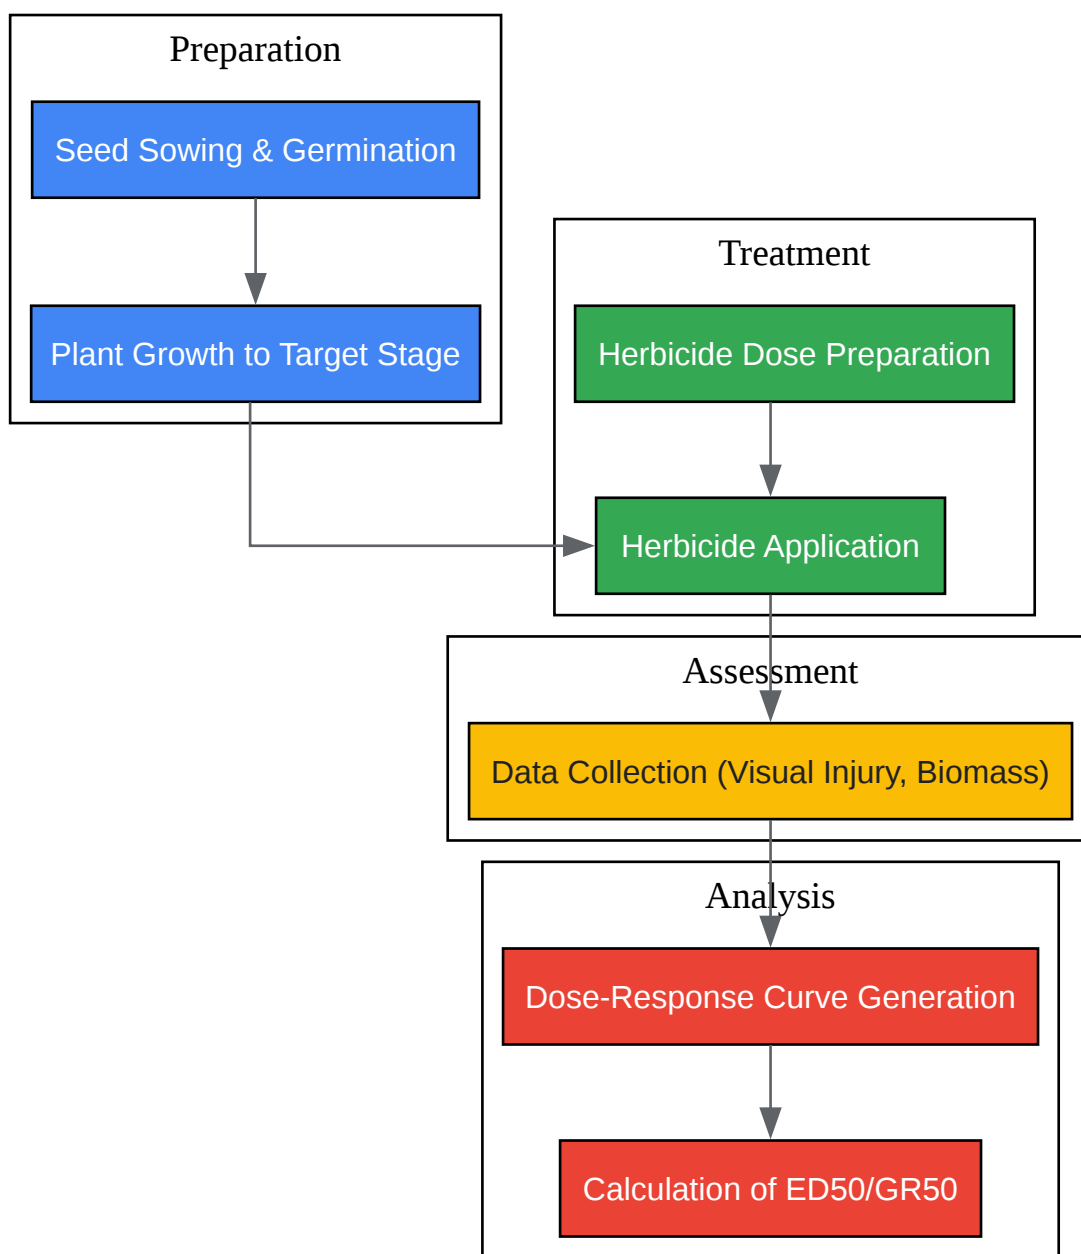 Preparation
Seed Sowing & Germination
Plant Growth to Target Stage
Treatment
Herbicide Dose Preparation
Herbicide Application
Assessment
Data Collection (Visual Injury, Biomass)
Analysis
Dose-Response Curve Generation
Calculation of ED50/GR50